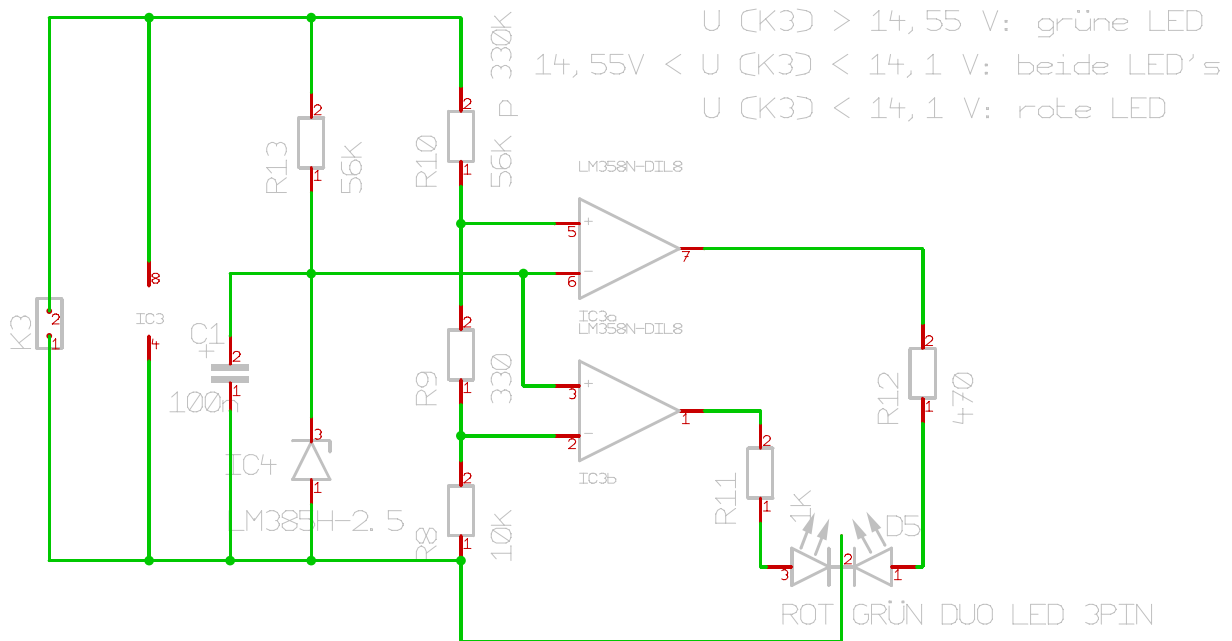 U (K3) > 14,55 V: grüne LED
14,55V < U (K3) < 14,1 V: beide LED's
U (K3) < 14,1 V: rote LED
2
R13
1
56K
2
R10
1
56K P 330K
LM358N-DIL8
+
5
-
6
7
IC3a
LM358N-DIL8
+
3
-
2
1
IC3b
8
IC3
4
K3
2
1
C1
+
2
1
100n
3
IC4
1
LM385H-2.5
2
R9
1
330
2
R8
1
10K
2
R12
1
470
2
R11
1
1K
D5
3
2
1
ROT GRÜN DUO LED 3PIN